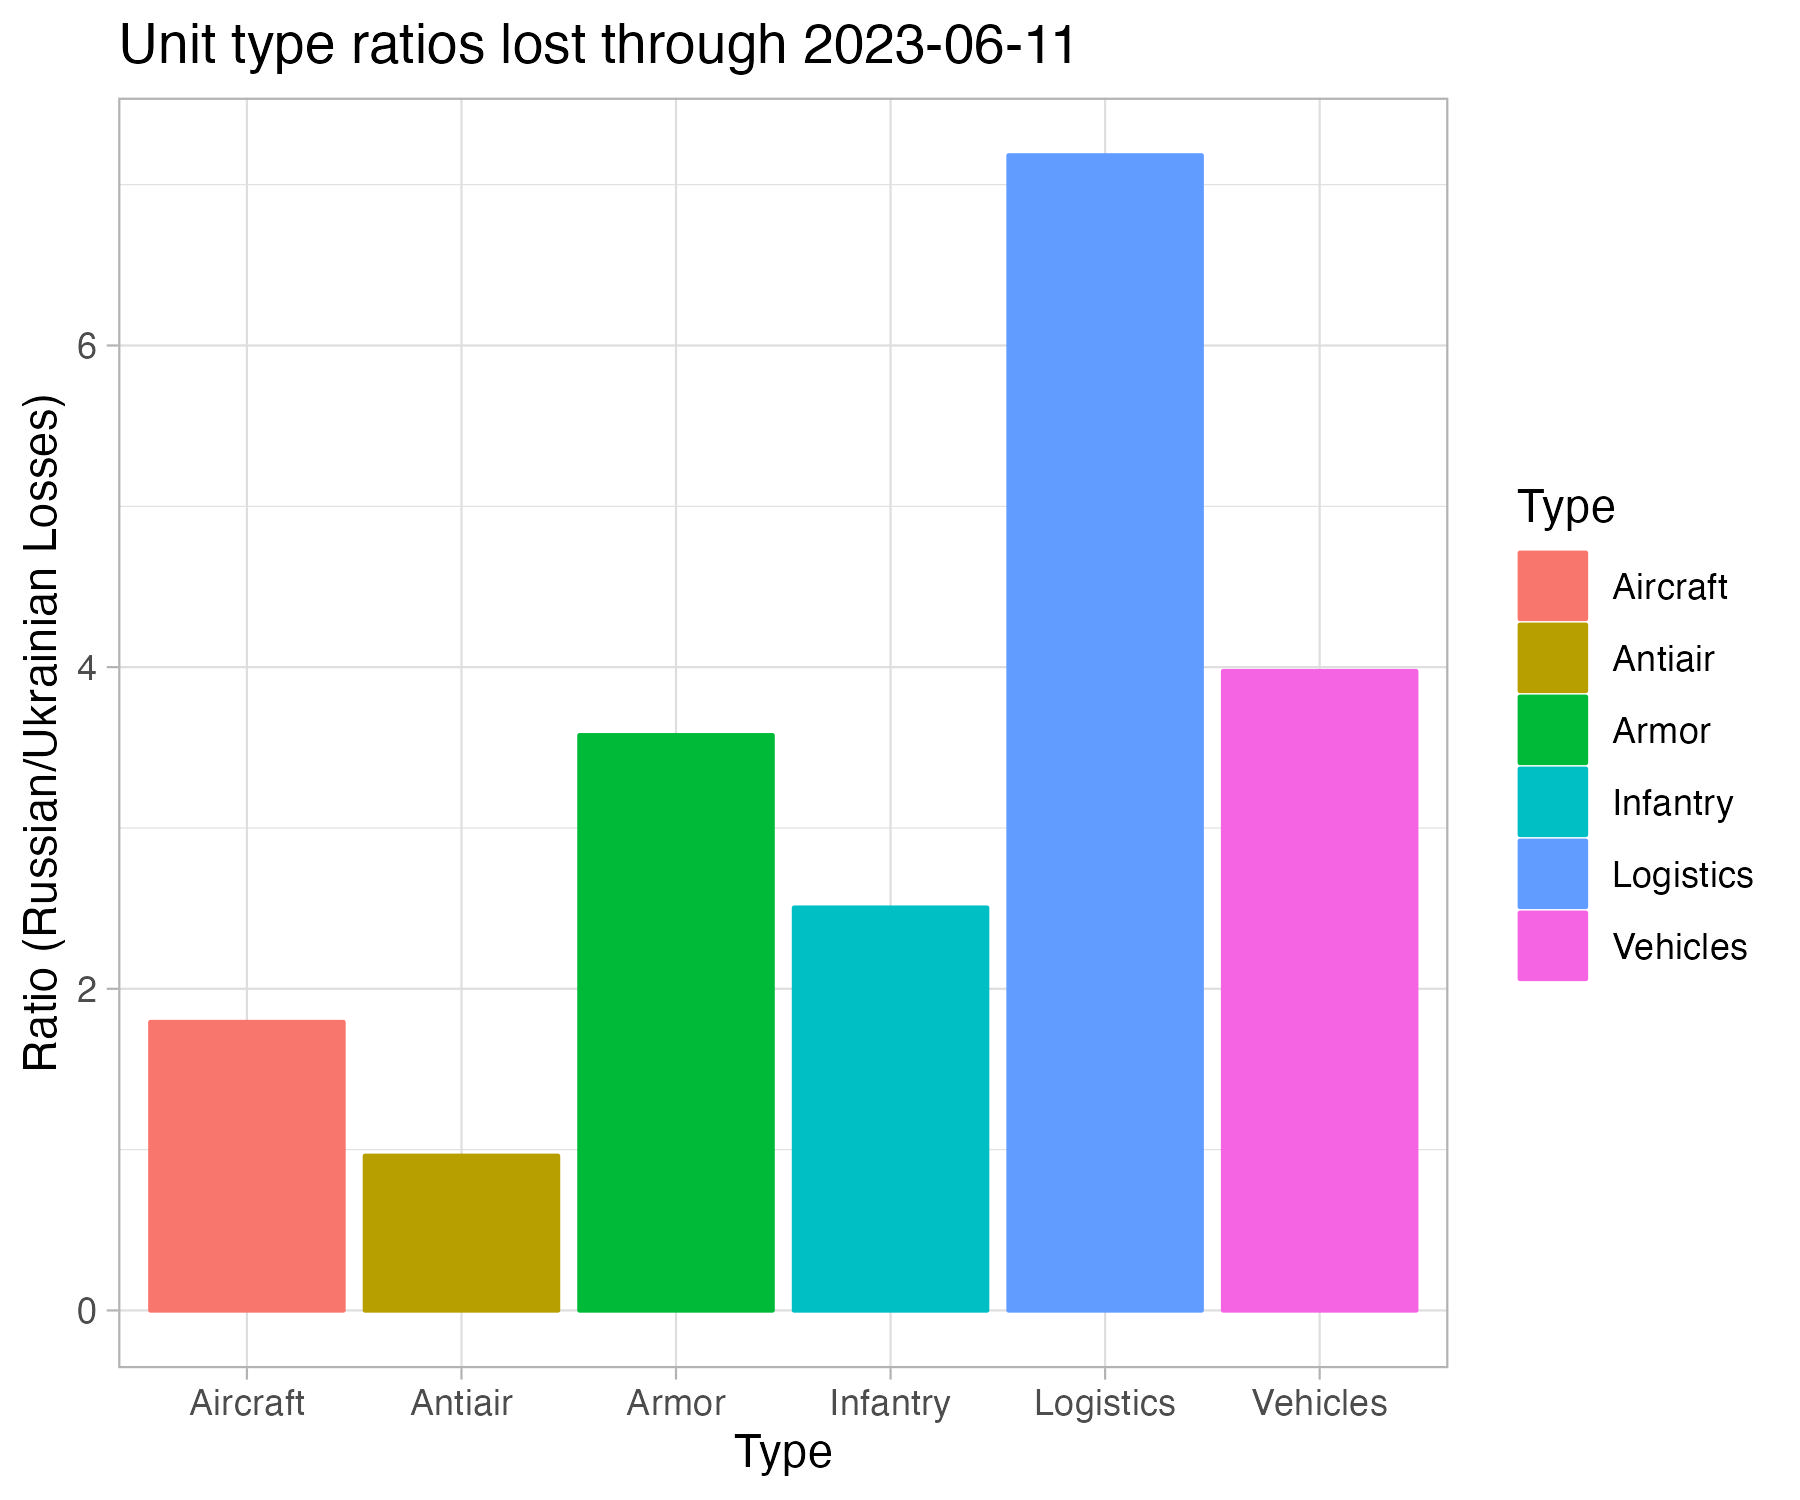 Unit type ratios lost through 2023-06-11
Ratio (Russian/Ukrainian Losses)
6
4
2
0
Aircraft
Antiair
Armor
Infantry
Logistics
Vehicles
Type
Type
Aircraft
Antiair
Armor
Infantry
Logistics
Vehicles